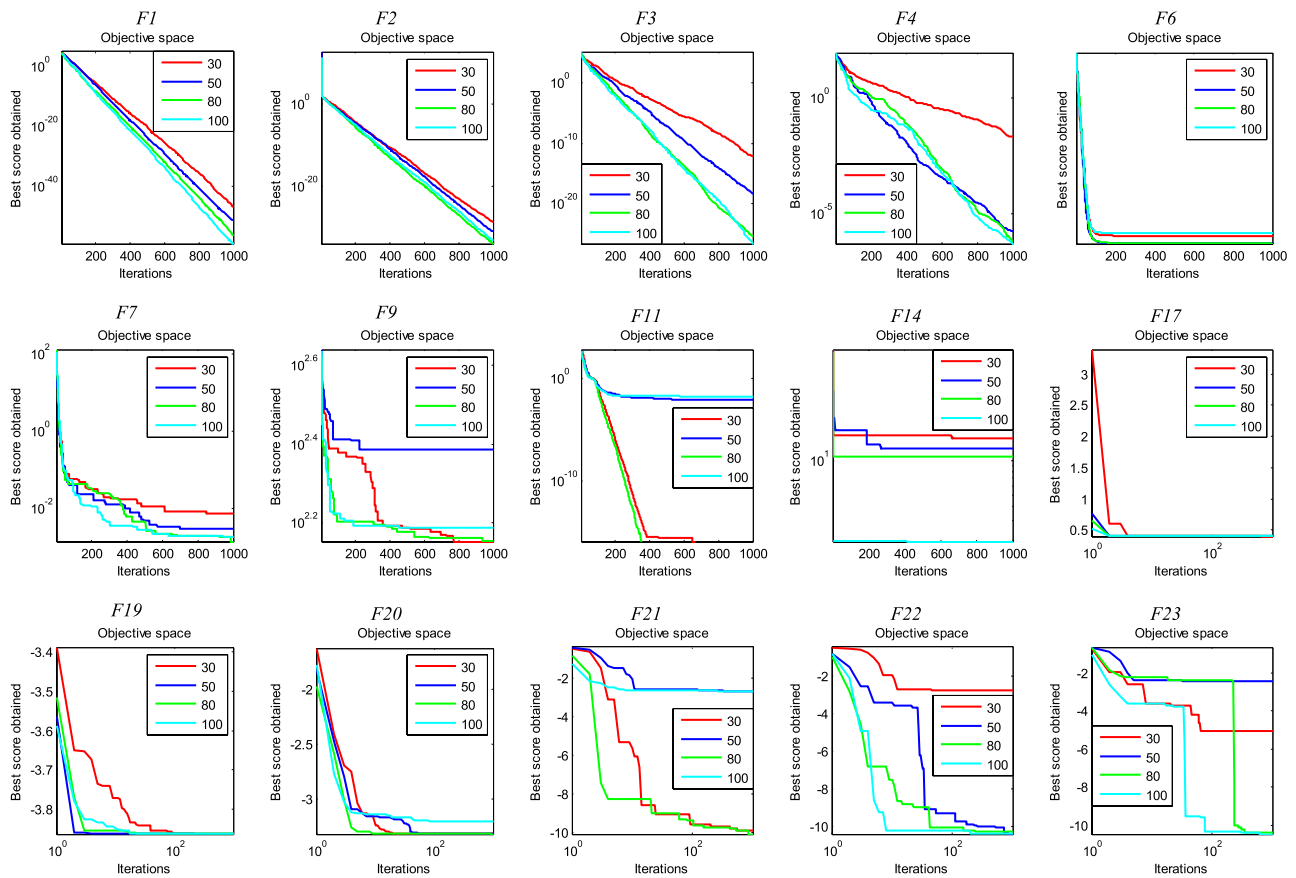 F1
Objective space
Best score obtained
10^0
10^-20
10^-40
30
50
80
100
200 400 600 800 1000
Iterations
F2
Objective space
Best score obtained
10^0
10^-20
30
50
80
100
200 400 600 800 1000
Iterations
F3
Objective space
Best score obtained
10^0
10^-10
10^-20
30
50
80
100
200 400 600 800 1000
Iterations
F4
Objective space
Best score obtained
10^0
10^-5
30
50
80
100
200 400 600 800 1000
Iterations
F6
Objective space
Best score obtained
30
50
80
100
200 400 600 800 1000
Iterations
F7
Objective space
Best score obtained
10^2
10^0
10^-2
30
50
80
100
200 400 600 800 1000
Iterations
F9
Objective space
Best score obtained
10^2.6
10^2.4
10^2.2
30
50
80
100
200 400 600 800 1000
Iterations
F11
Objective space
Best score obtained
10^0
10^-10
30
50
80
100
200 400 600 800 1000
Iterations
F14
Objective space
Best score obtained
10^1
30
50
80
100
200 400 600 800 1000
Iterations
F17
Objective space
Best score obtained
3
2.5
2
1.5
1
0.5
30
50
80
100
10^0 10^2
Iterations
F19
Objective space
Best score obtained
-3.4
-3.5
-3.6
-3.7
-3.8
30
50
80
100
10^0 10^2
Iterations
F20
Objective space
Best score obtained
-2
-2.5
-3
30
50
80
100
10^0 10^2
Iterations
F21
Objective space
Best score obtained
-2
-4
-6
-8
-10
30
50
80
100
10^0 10^2
Iterations
F22
Objective space
Best score obtained
-2
-4
-6
-8
-10
30
50
80
100
10^0 10^2
Iterations
F23
Objective space
Best score obtained
-2
-4
-6
-8
-10
30
50
80
100
10^0 10^2
Iterations